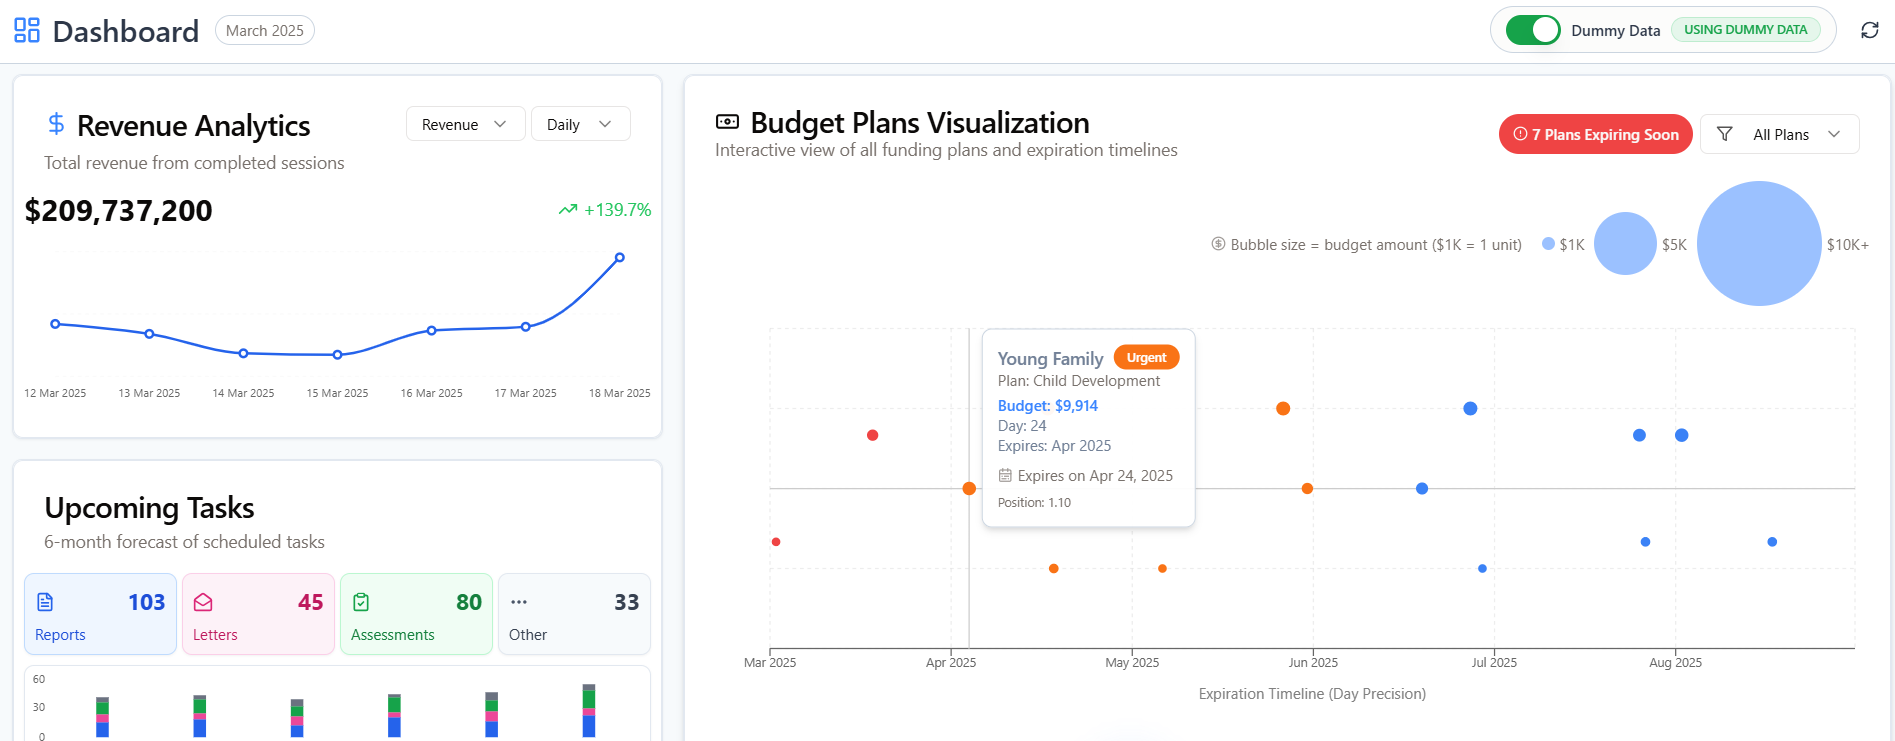 Dashboard
March 2025
Dummy Data
USING DUMMY DATA
Revenue Analytics
Revenue
Daily
Total revenue from completed sessions
$209,737,200
+139.7%
12 Mar 2025
13 Mar 2025
14 Mar 2025
15 Mar 2025
16 Mar 2025
17 Mar 2025
18 Mar 2025
Upcoming Tasks
6-month forecast of scheduled tasks
103
Reports
45
Letters
80
Assessments
33
Other
60
30
0
Budget Plans Visualization
Interactive view of all funding plans and expiration timelines
7 Plans Expiring Soon
All Plans
Bubble size = budget amount ($1K = 1 unit)
$1K
$5K
$10K+
Young Family
Urgent
Plan: Child Development
Budget: $9,914
Day: 24
Expires: Apr 2025
Expires on Apr 24, 2025
Position: 1.10
Mar 2025
Apr 2025
May 2025
Jun 2025
Jul 2025
Aug 2025
Expiration Timeline (Day Precision)